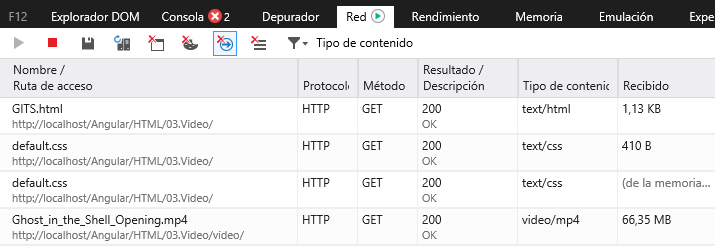 F12 Explorador DOM Consola 2 Depurador Red Rendimiento Memoria Emulación Expe
Tipo de contenido
Nombre / Resultado /
Ruta de acceso Protocolo Método Descripción Tipo de contenic Recibido
GITS.html HTTP GET 200 text/html 1,13 KB
http://localhost/Angular/HTML/03.Video/ OK
default.css HTTP GET 200 text/css 410 B
http://localhost/Angular/HTML/03.Video/ OK
default.css HTTP GET 200 text/css (de la memoria...
http://localhost/Angular/HTML/03.Video/ OK
Ghost_in_the_Shell_Opening.mp4 HTTP GET 200 video/mp4 66,35 MB
http://localhost/Angular/HTML/03.Video/video/ OK